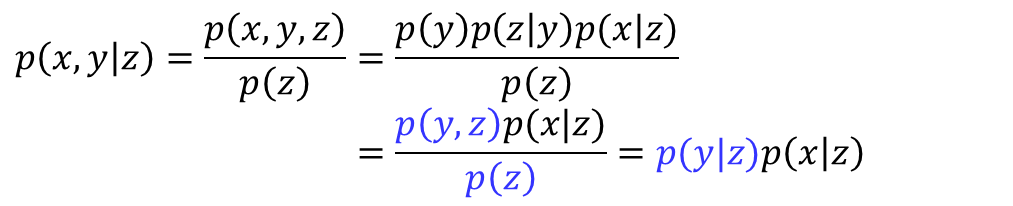 p(x, y|z) = p(x, y, z) / p(z) = p(y)p(z|y)p(x|z) / p(z)
= p(y, z)p(x|z) / p(z) = p(y|z)p(x|z)